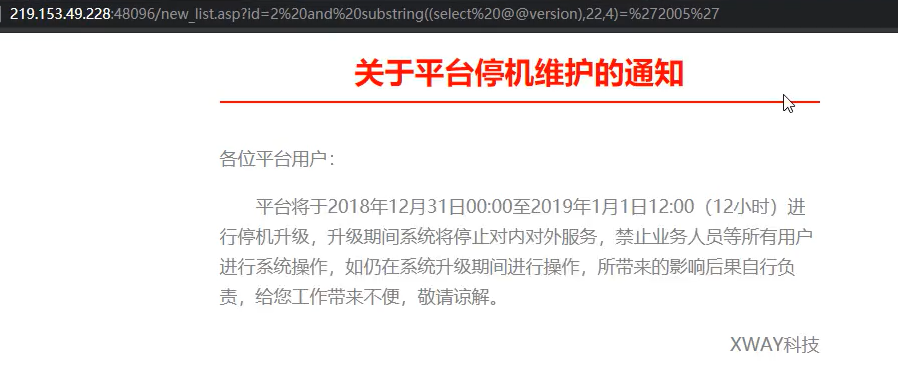 219.153.49.228:48096/new_list.asp?id=2%20and%20substring((select%20@@version),22,4)=%272005%27
关于平台停机维护的通知
各位平台用户：
平台将于2018年12月31日00:00至2019年1月1日12:00（12小时）进
行停机升级，升级期间系统将停止对内对外服务，禁止业务人员等所有用户
进行系统操作，如仍在系统升级期间进行操作，所带来的影响后果自行负
责，给您工作带来不便，敬请谅解。
XWAY科技